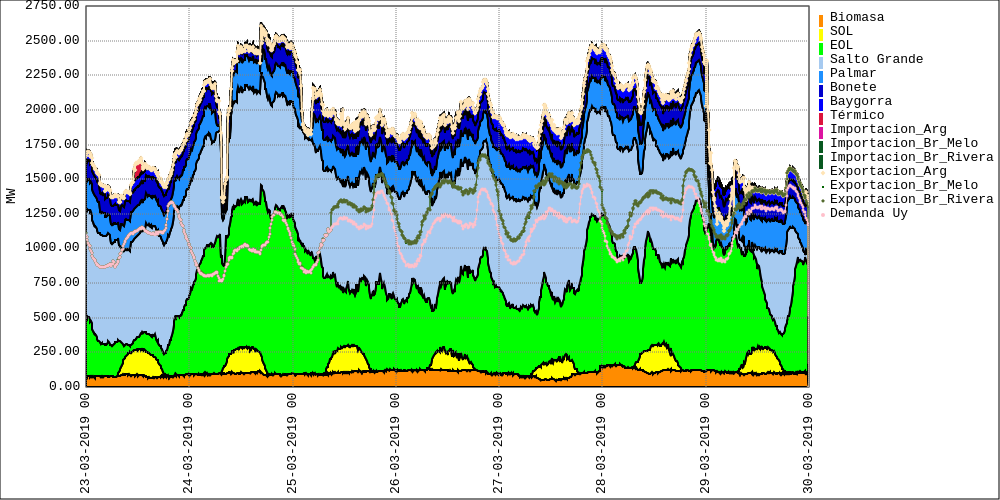 2750.00
2500.00
2250.00
2000.00
1750.00
1500.00
1250.00
1000.00
750.00
500.00
250.00
0.00
MW
23-03-2019 00
24-03-2019 00
25-03-2019 00
26-03-2019 00
27-03-2019 00
28-03-2019 00
29-03-2019 00
30-03-2019 00
Biomasa
SOL
EOL
Salto Grande
Palmar
Bonete
Baygorra
Térmico
Importacion_Arg
Importacion_Br_Melo
Importacion_Br_Rivera
Exportacion_Arg
Exportacion_Br_Melo
Exportacion_Br_Rivera
Demanda Uy